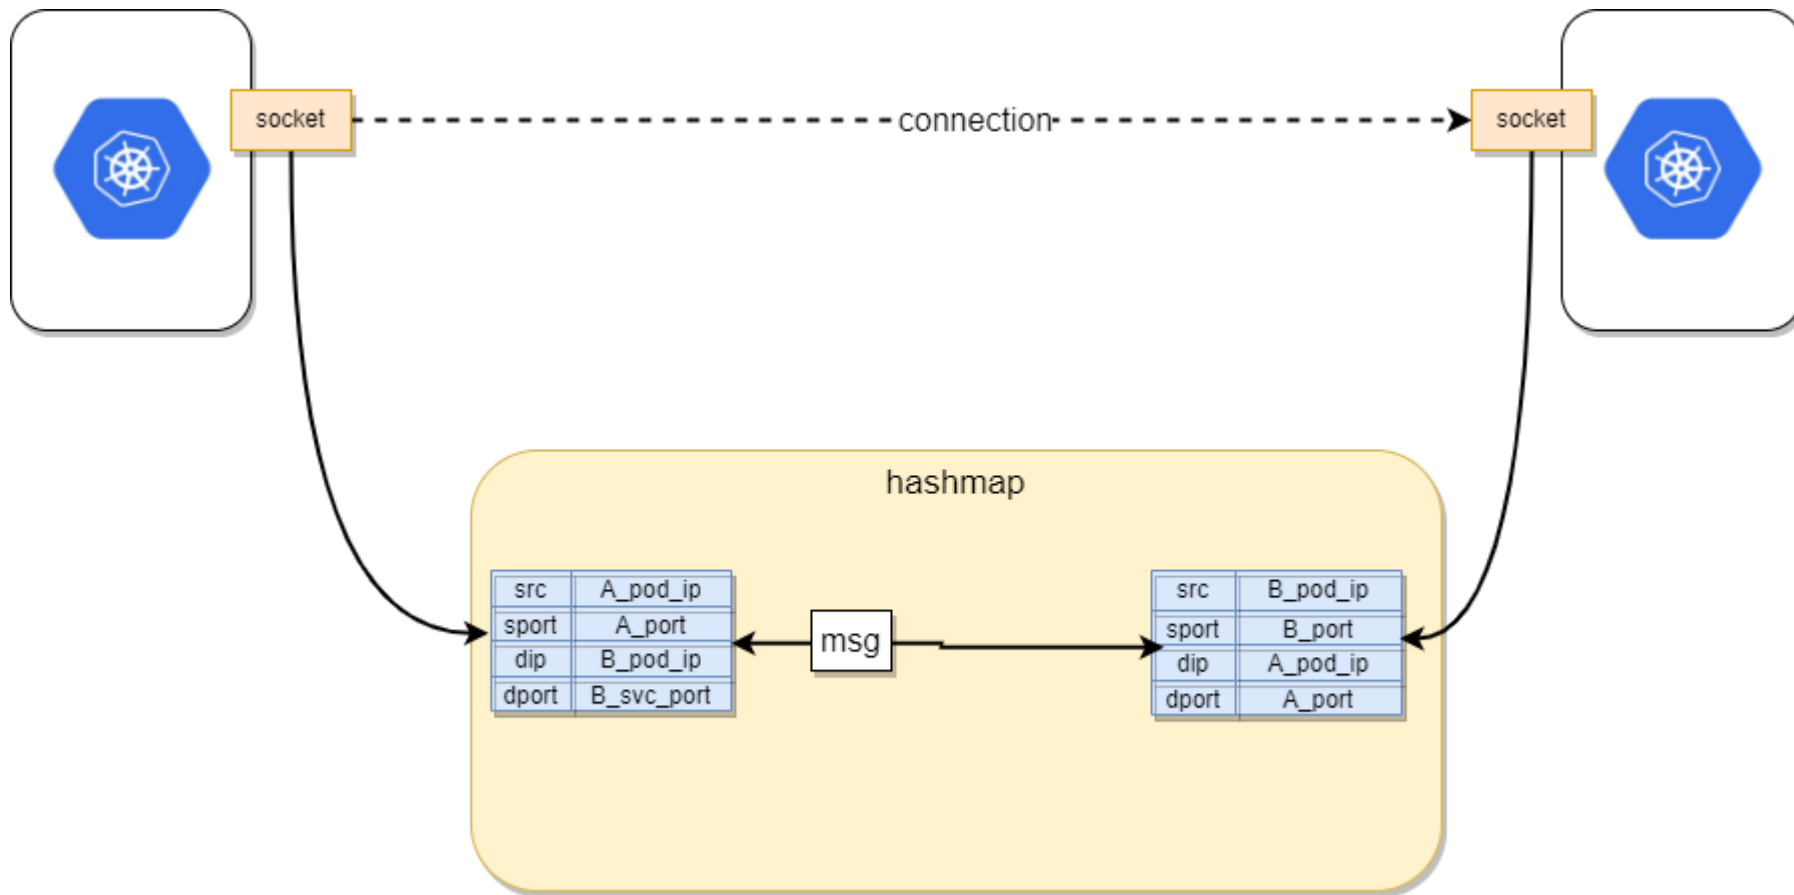 socket
connection
socket
hashmap
src A_pod_ip
sport A_port
dip B_pod_ip
dport B_svc_port
msg
src B_pod_ip
sport B_port
dip A_pod_ip
dport A_port